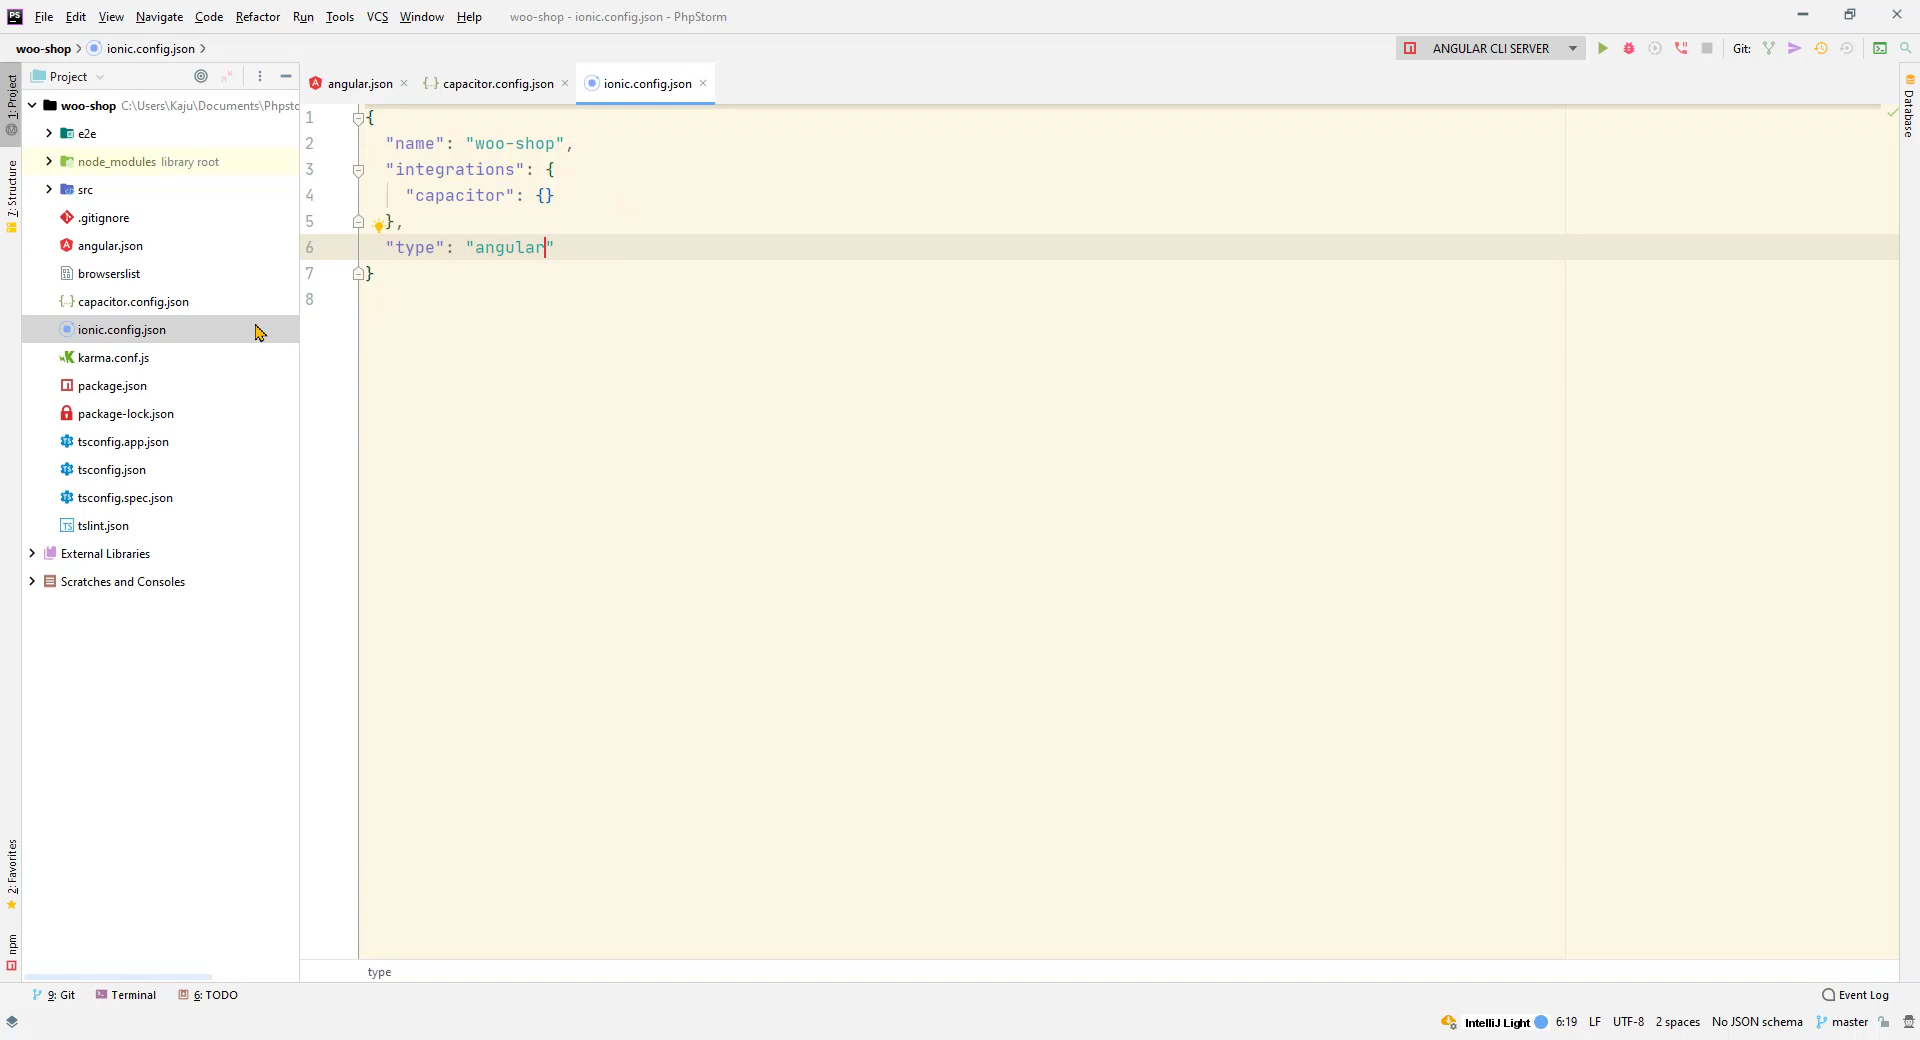 PS File Edit View Navigate Code Refactor Run Tools VCS Window Help woo-shop - ionic.config.json - PhpStorm
woo-shop ionic.config.json
ANGULAR CLI SERVER Git:
1: Project
7: Structure
2: Favorites
npm
Project
woo-shop C:\Users\Kaju\Documents\Phpsto
e2e
node_modules library root
src
.gitignore
angular.json
browserslist
capacitor.config.json
ionic.config.json
karma.conf.js
package.json
package-lock.json
tsconfig.app.json
tsconfig.json
tsconfig.spec.json
TS tslint.json
External Libraries
Scratches and Consoles
angular.json capacitor.config.json ionic.config.json
1 {
2 "name": "woo-shop",
3 "integrations": {
4 "capacitor": {}
5 },
6 "type": "angular"
7 }
8
Database
type
9: Git Terminal 6: TODO Event Log
IntelliJ Light 6:19 LF UTF-8 2 spaces No JSON schema master